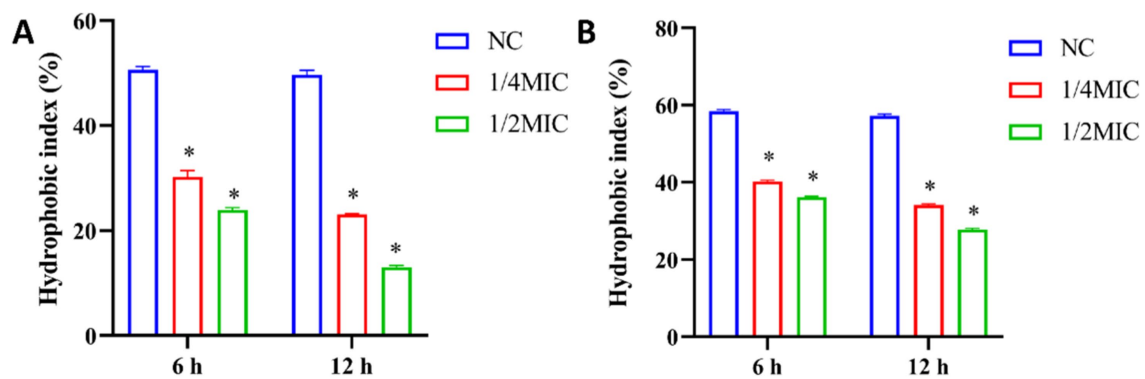 A
Hydrophobic index (%)
60
40
20
0
NC
1/4MIC
1/2MIC
*
*
*
*
6 h
12 h
B
Hydrophobic index (%)
80
60
40
20
0
NC
1/4MIC
1/2MIC
*
*
*
*
6 h
12 h